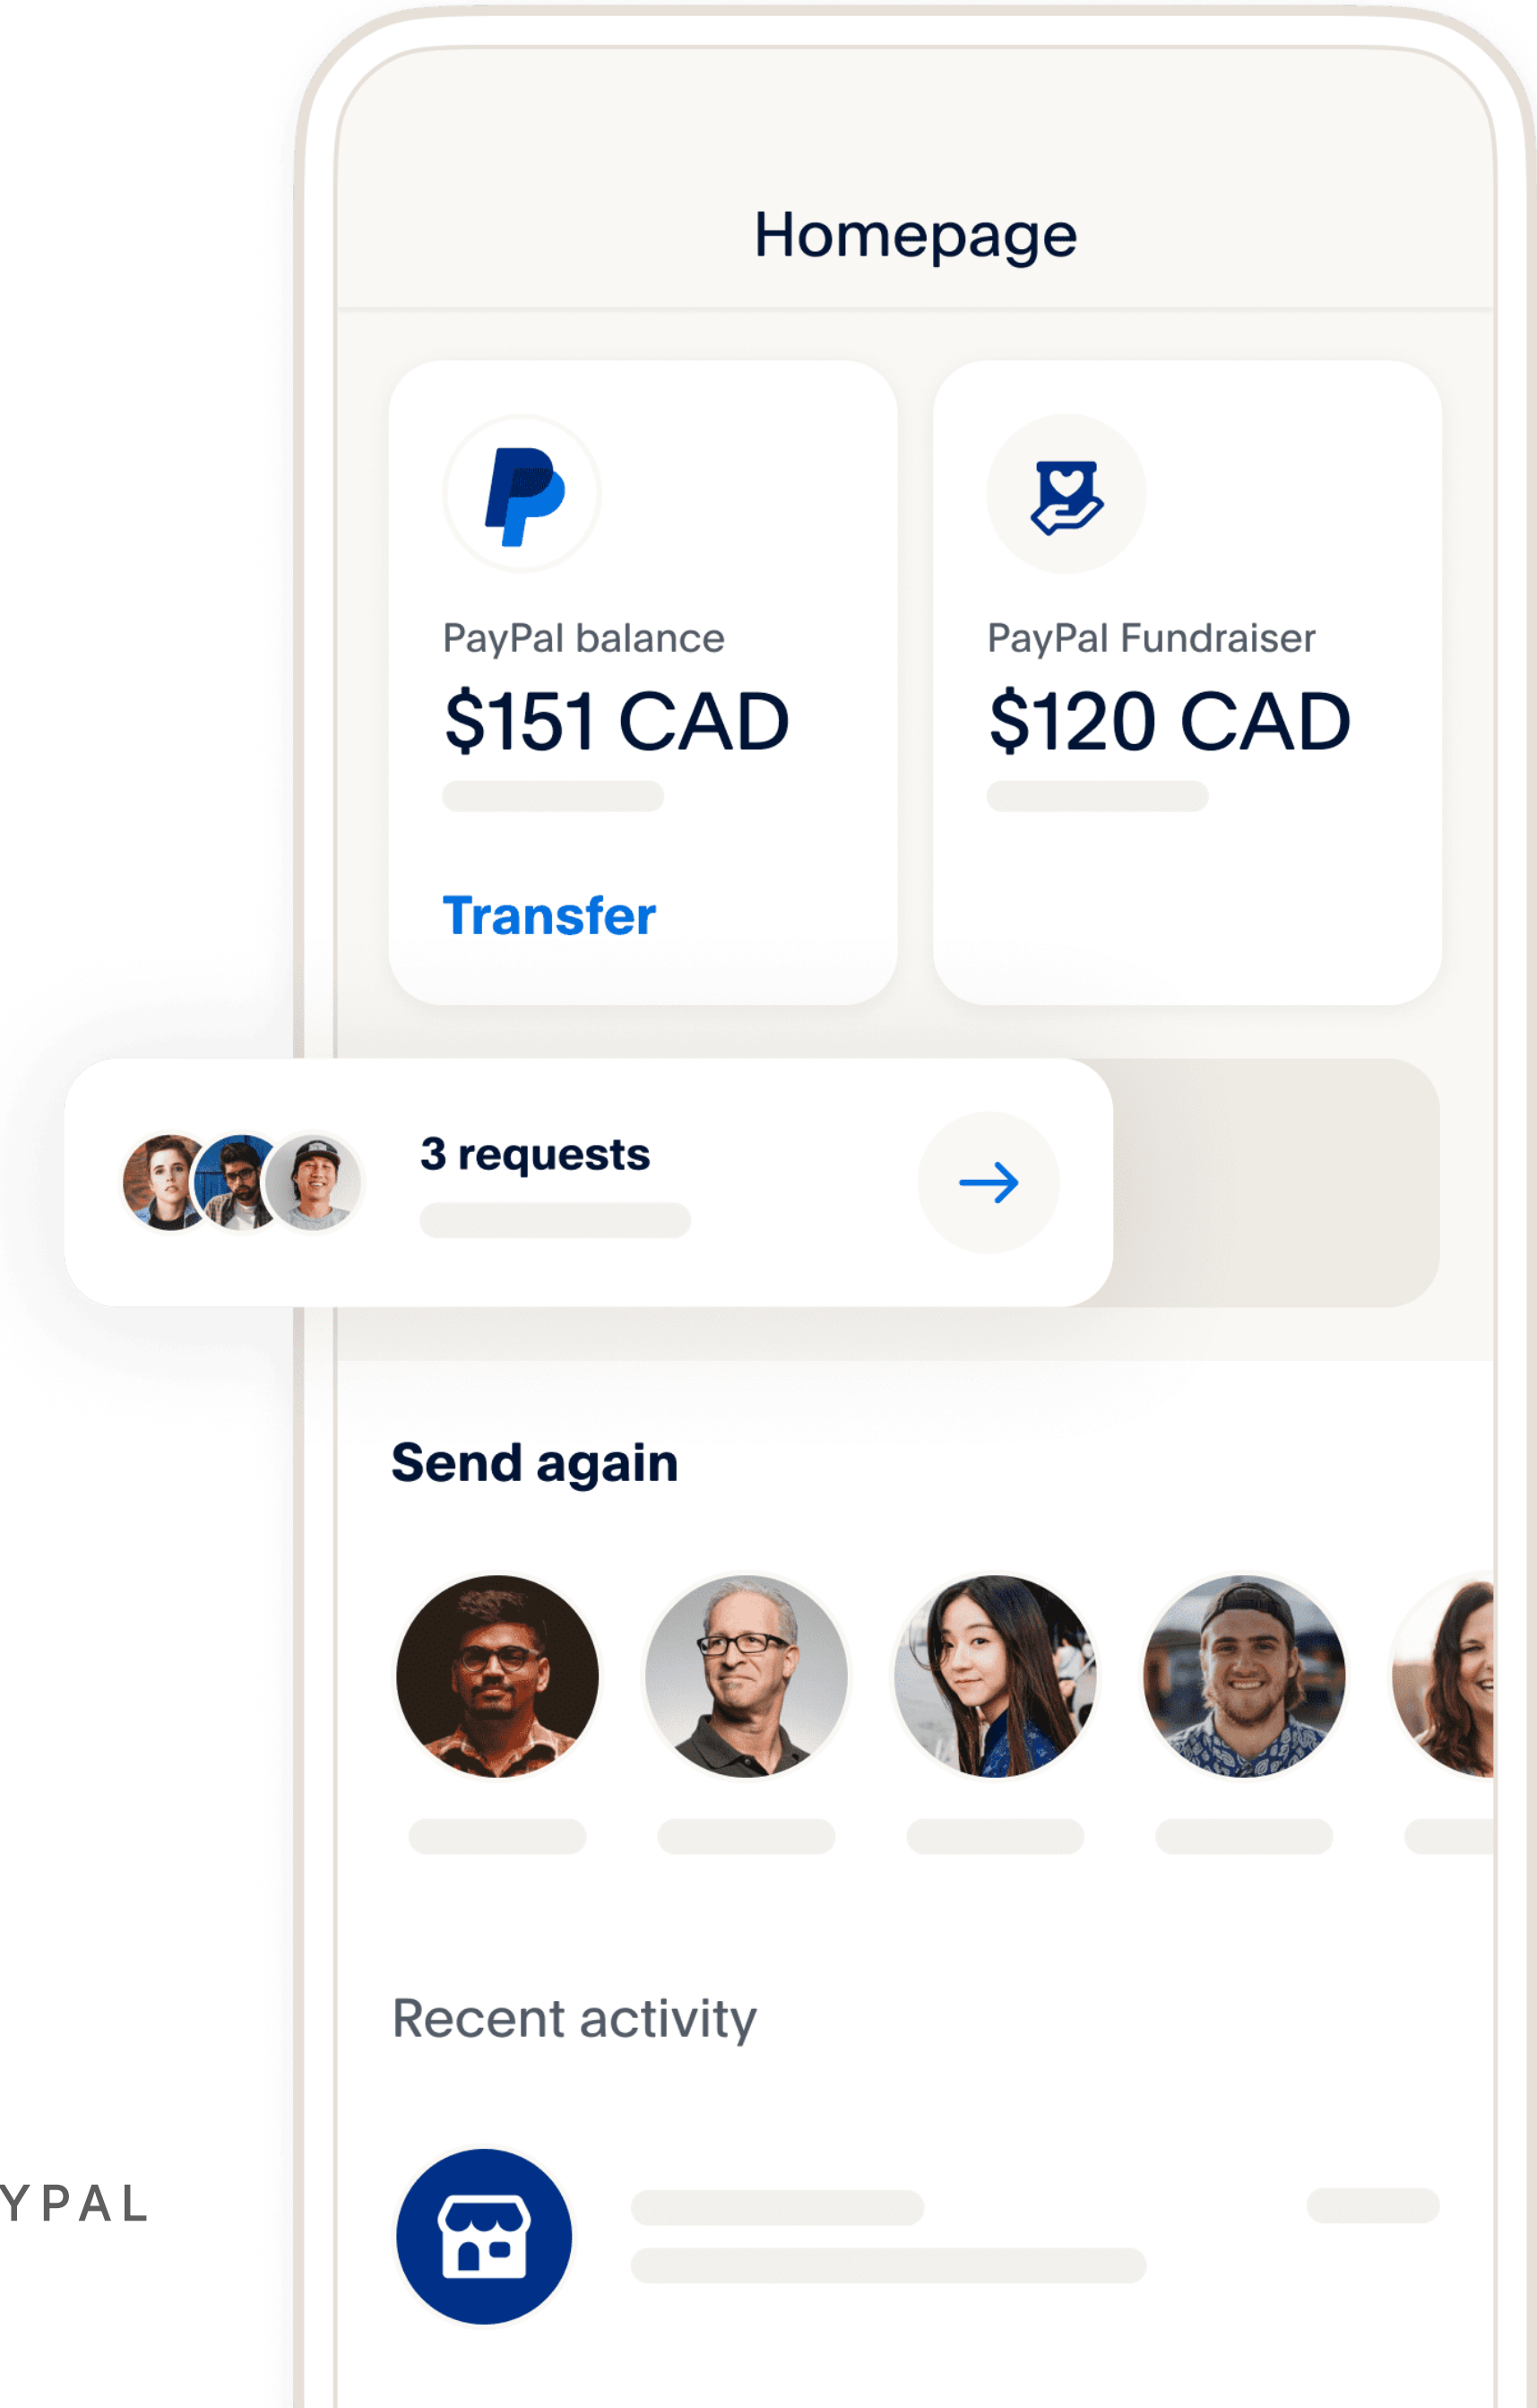 Homepage
PayPal balance
$151 CAD
Transfer
PayPal Fundraiser
$120 CAD
3 requests
Send again
Recent activity
YPAL